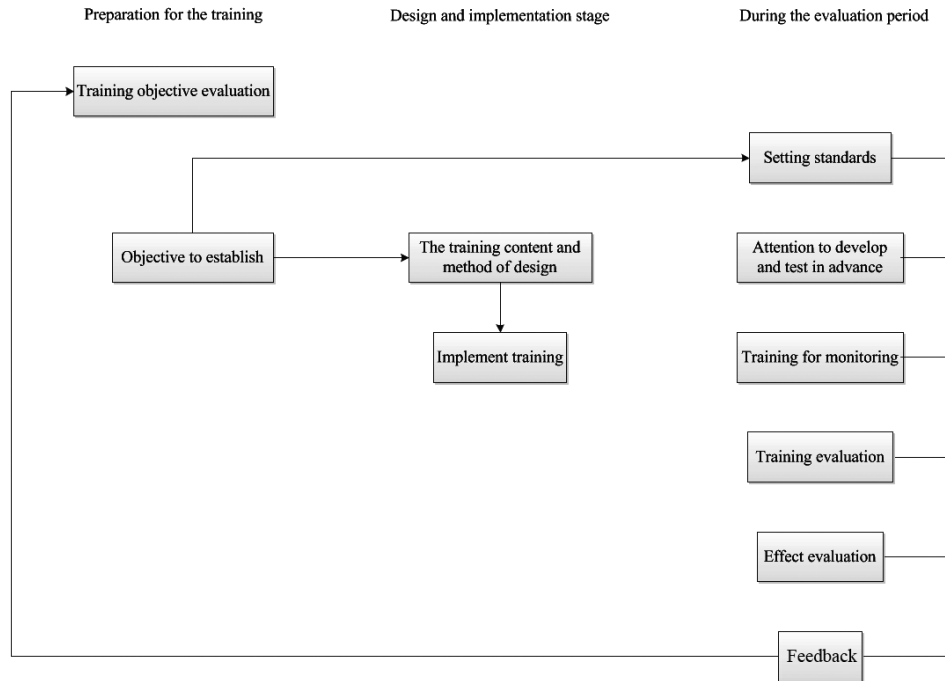 Preparation for the training
Design and implementation stage
During the evaluation period
Training objective evaluation
Setting standards
Objective to establish
The training content and
method of design
Attention to develop
and test in advance
Implement training
Training for monitoring
Training evaluation
Effect evaluation
Feedback